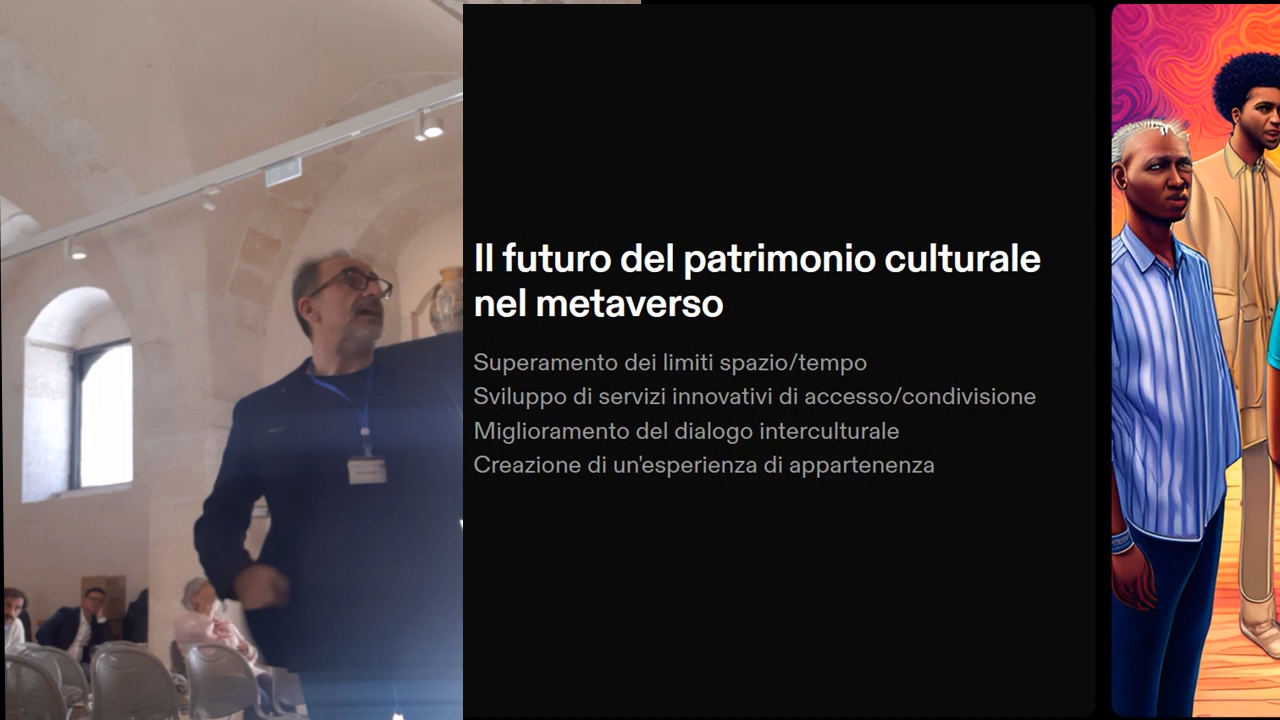 Il futuro del patrimonio culturale
nel metaverso
Superamento dei limiti spazio/tempo
Sviluppo di servizi innovativi di accesso/condivisione
Miglioramento del dialogo interculturale
Creazione di un'esperienza di appartenenza